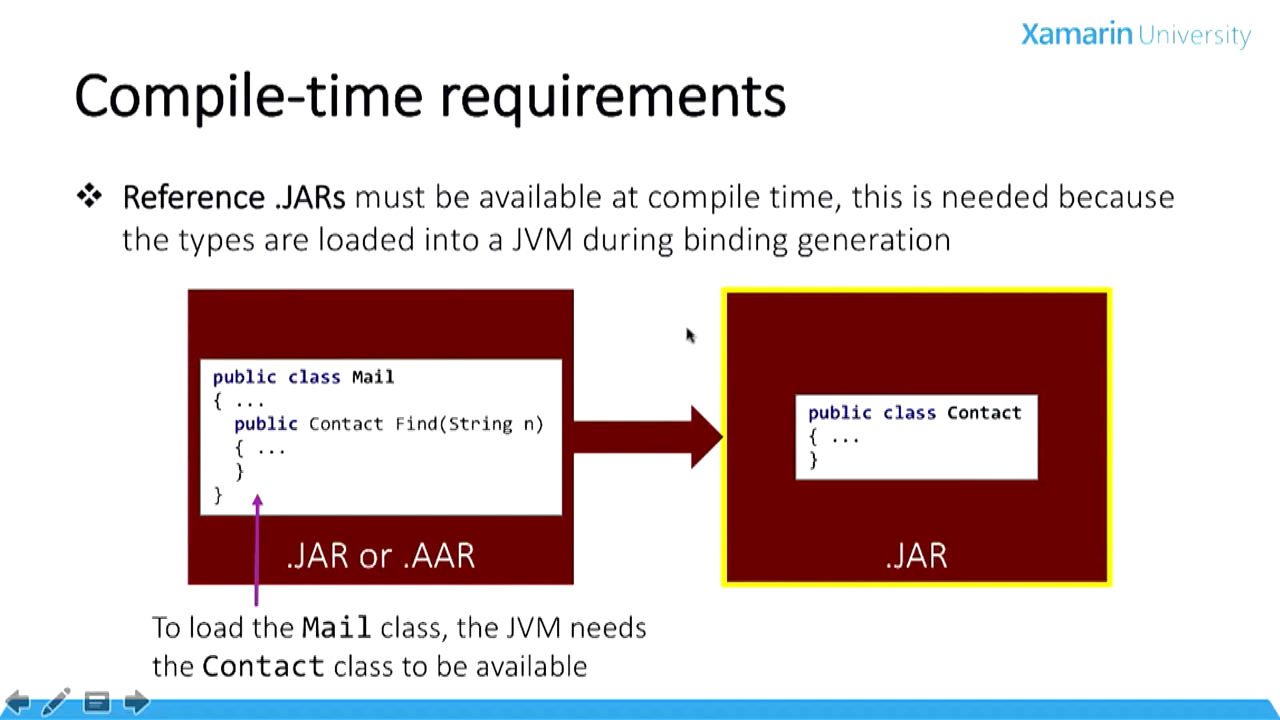 Xamarin University
Compile-time requirements
❖ Reference .JARs must be available at compile time, this is needed because
the types are loaded into a JVM during binding generation
public class Mail
{ ...
public Contact Find(String n)
{ ...
}
}
.JAR or .AAR
public class Contact
{ ...
}
.JAR
To load the Mail class, the JVM needs
the Contact class to be available